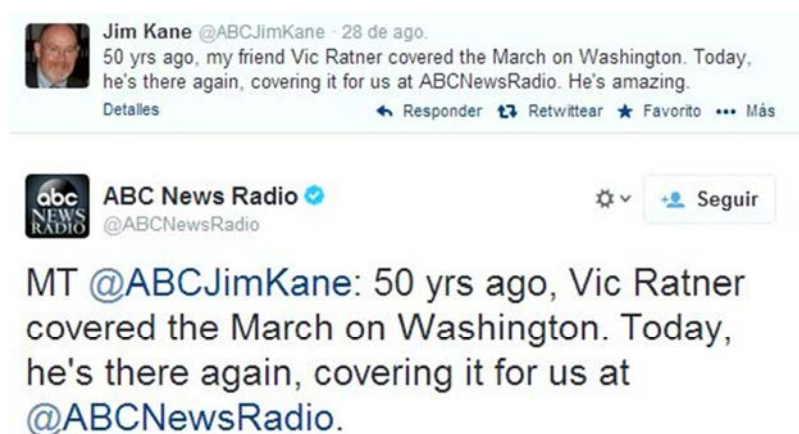 Jim Kane @ABCJimKane · 28 de ago.
50 yrs ago, my friend Vic Ratner covered the March on Washington. Today,
he's there again, covering it for us at ABCNewsRadio. He's amazing.
Detalles Responder Retwittear Favorito Más
abc
NEWS
RADIO
ABC News Radio
@ABCNewsRadio
Seguir
MT @ABCJimKane: 50 yrs ago, Vic Ratner
covered the March on Washington. Today,
he's there again, covering it for us at
@ABCNewsRadio.